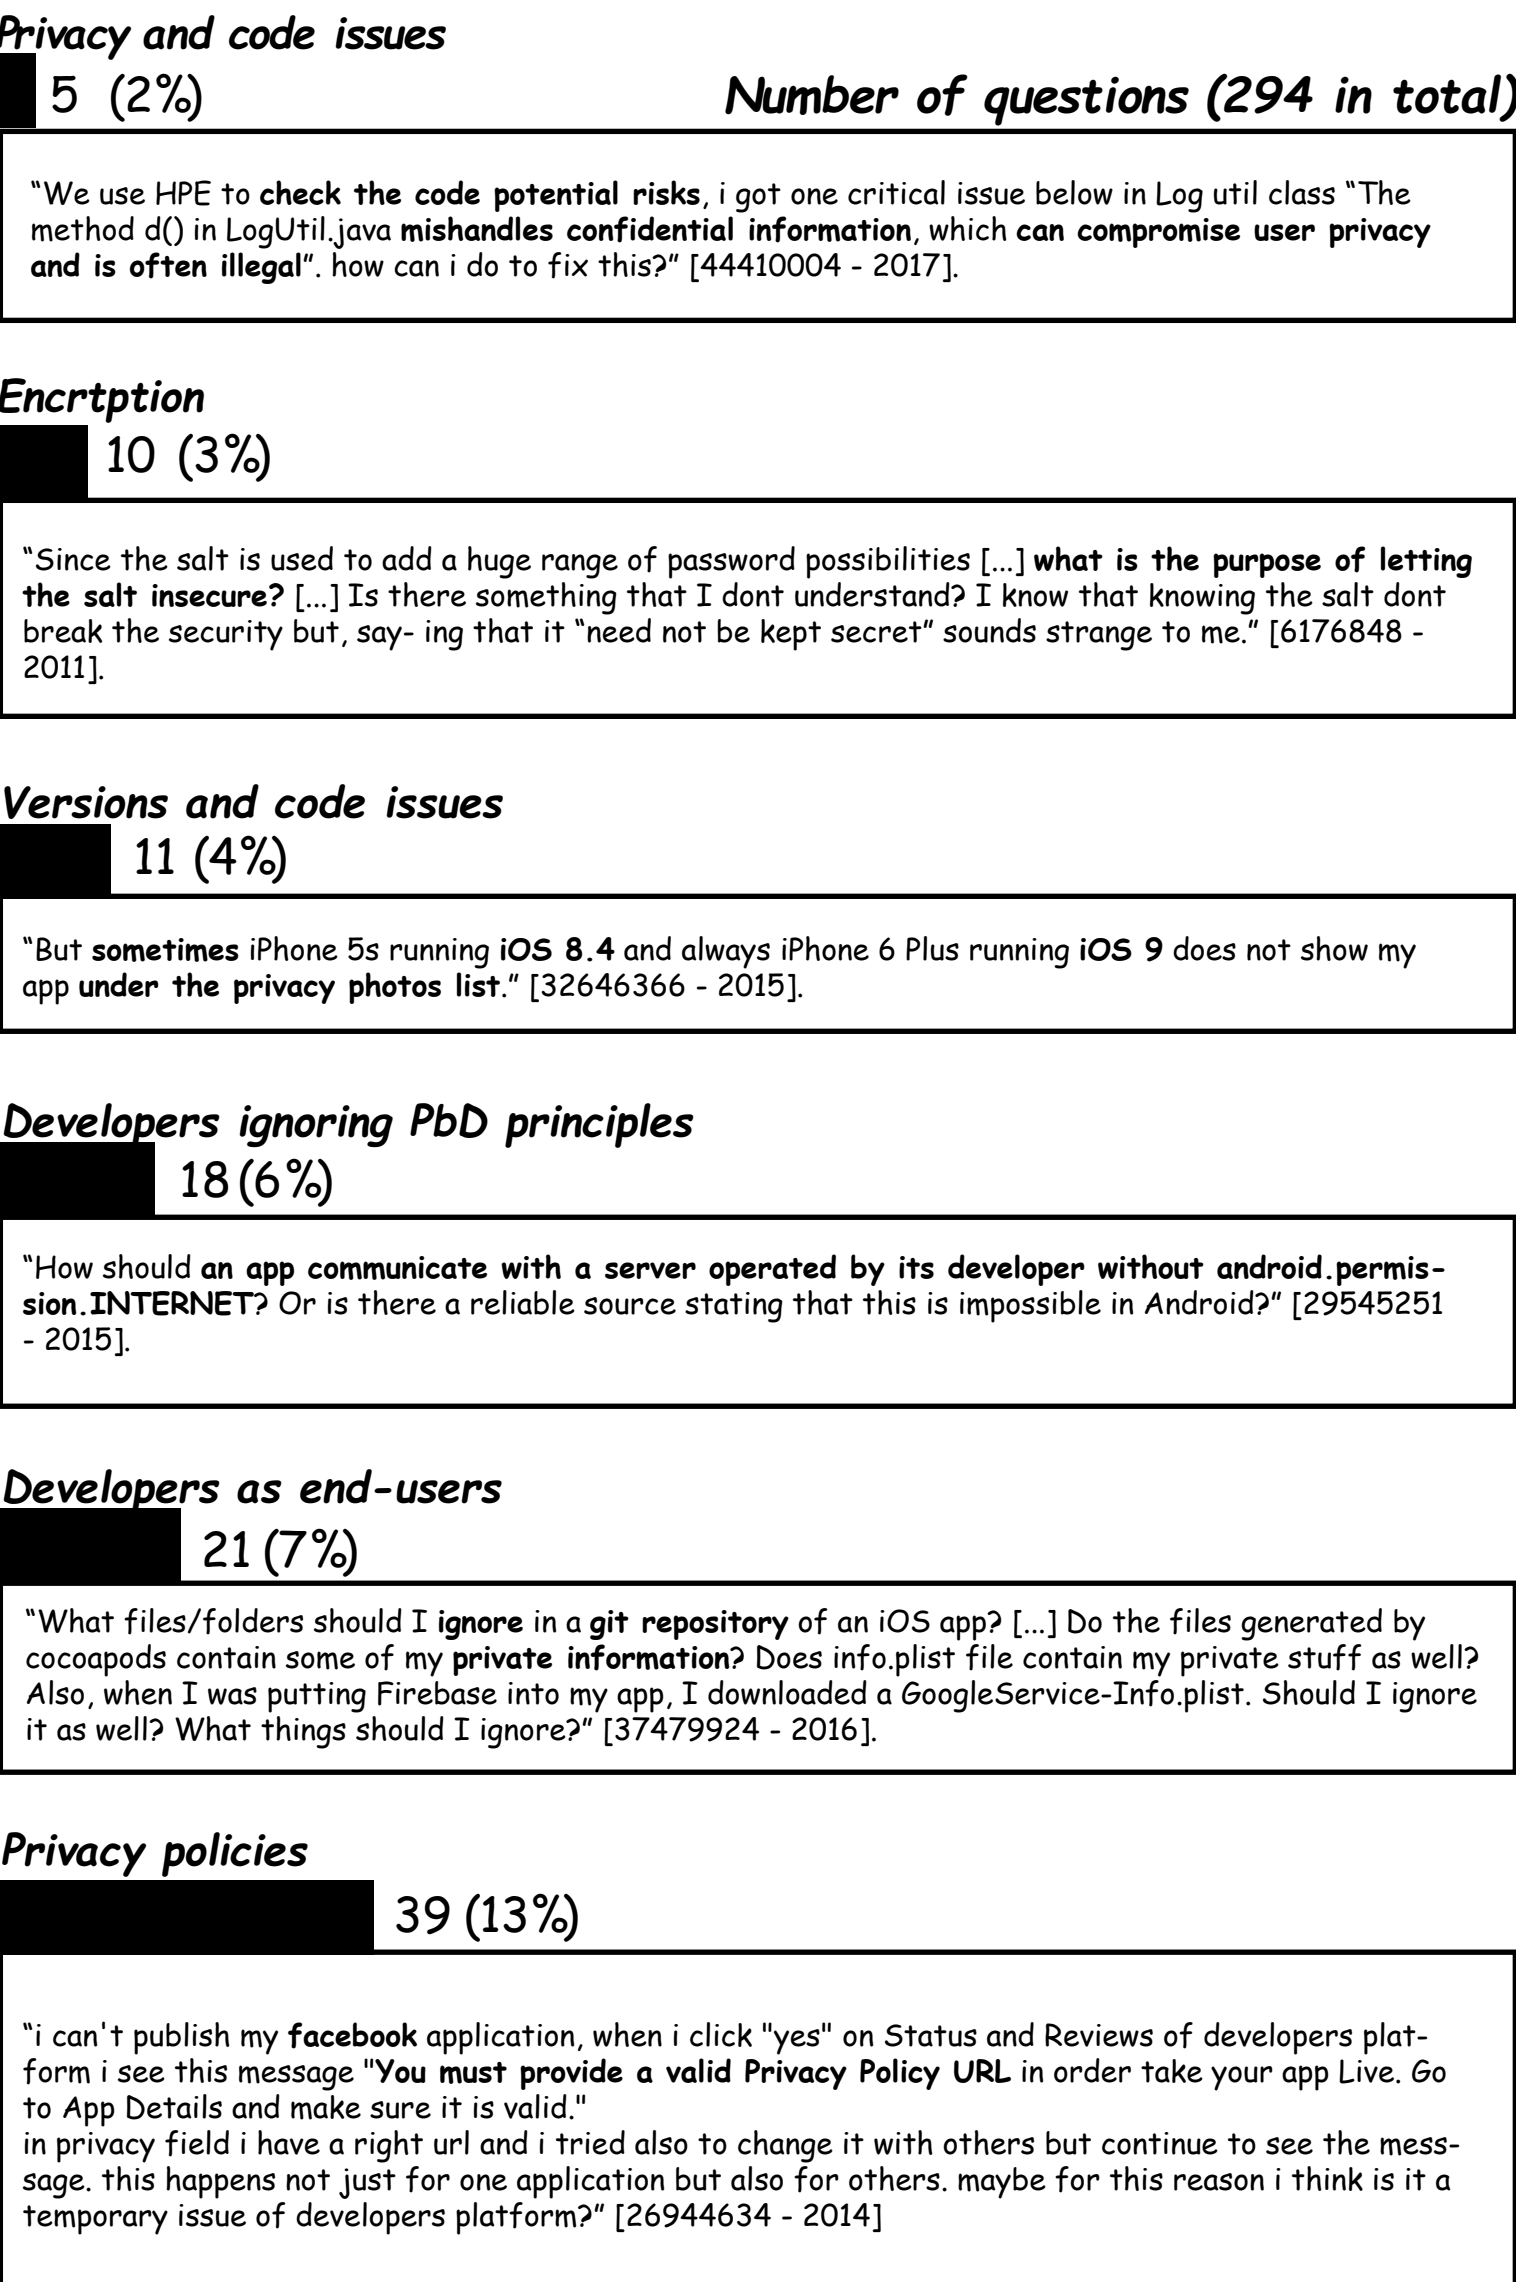 Privacy and code issues
5 (2%)
Number of questions (294 in total)
“We use HPE to check the code potential risks, i got one critical issue below in Log util class “The
method d() in LogUtil.java mishandles confidential information, which can compromise user privacy
and is often illegal”. how can i do to fix this?” [44410004 - 2017].
Encrtption
10 (3%)
“Since the salt is used to add a huge range of password possibilities [...] what is the purpose of letting
the salt insecure? [...] Is there something that I dont understand? I know that knowing the salt dont
break the security but, say- ing that it “need not be kept secret” sounds strange to me.” [6176848 -
2011].
Versions and code issues
11 (4%)
“But sometimes iPhone 5s running iOS 8.4 and always iPhone 6 Plus running iOS 9 does not show my
app under the privacy photos list.” [32646366 - 2015].
Developers ignoring PbD principles
18 (6%)
“How should an app communicate with a server operated by its developer without android.permis-
sion.INTERNET? Or is there a reliable source stating that this is impossible in Android?” [29545251
- 2015].
Developers as end-users
21 (7%)
“What files/folders should I ignore in a git repository of an iOS app? [...] Do the files generated by
cocoapods contain some of my private information? Does info.plist file contain my private stuff as well?
Also, when I was putting Firebase into my app, I downloaded a GoogleService-Info.plist. Should I ignore
it as well? What things should I ignore?” [37479924 - 2016].
Privacy policies
39 (13%)
“i can't publish my facebook application, when i click "yes" on Status and Reviews of developers plat-
form i see this message "You must provide a valid Privacy Policy URL in order take your app Live. Go
to App Details and make sure it is valid."
in privacy field i have a right url and i tried also to change it with others but continue to see the mess-
sage. this happens not just for one application but also for others. maybe for this reason i think is it a
temporary issue of developers platform?” [26944634 - 2014]